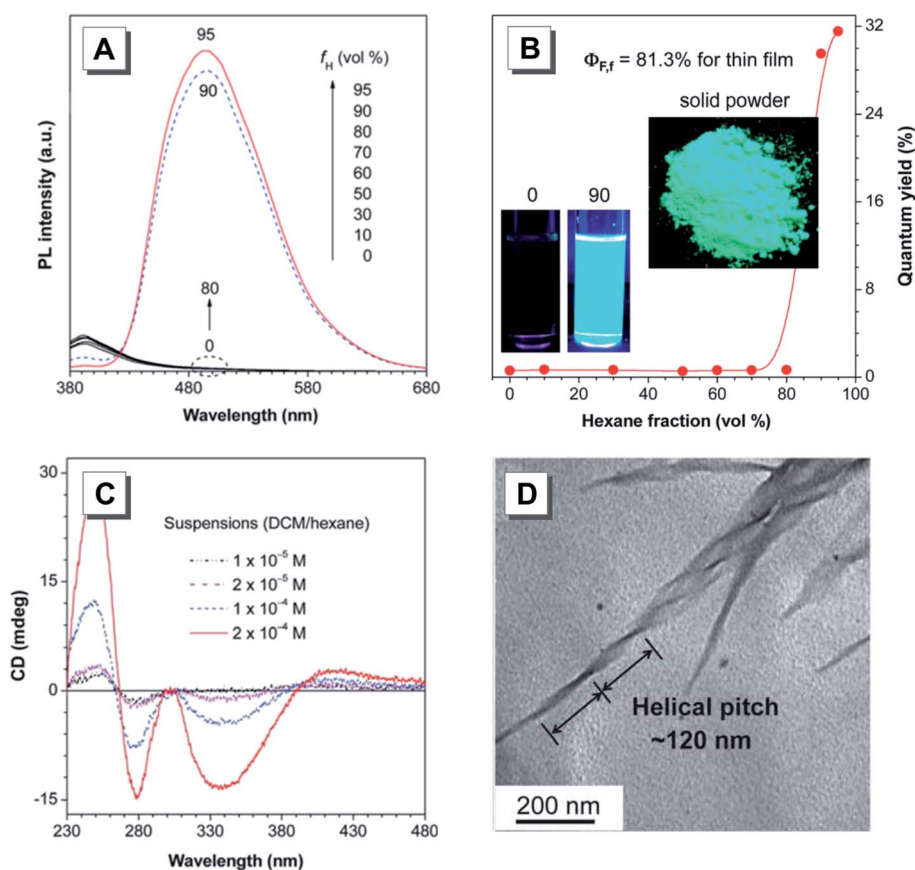 A
95
90
f_H (vol %)
95
95
90
80
70
60
50
30
10
0
80
0
PL intensity (a.u.)
380 480 580 680
Wavelength (nm)
B
Φ_F,f = 81.3% for thin film
solid powder
0 90
32
24
16
8
0
Quantum yield (%)
0 20 40 60 80 100
Hexane fraction (vol %)
C
30
15
0
-15
CD (mdeg)
Suspensions (DCM/hexane)
1 x 10⁻⁵ M
2 x 10⁻⁵ M
1 x 10⁻⁴ M
2 x 10⁻⁴ M
230 280 330 380 430 480
Wavelength (nm)
D
Helical pitch
~120 nm
200 nm